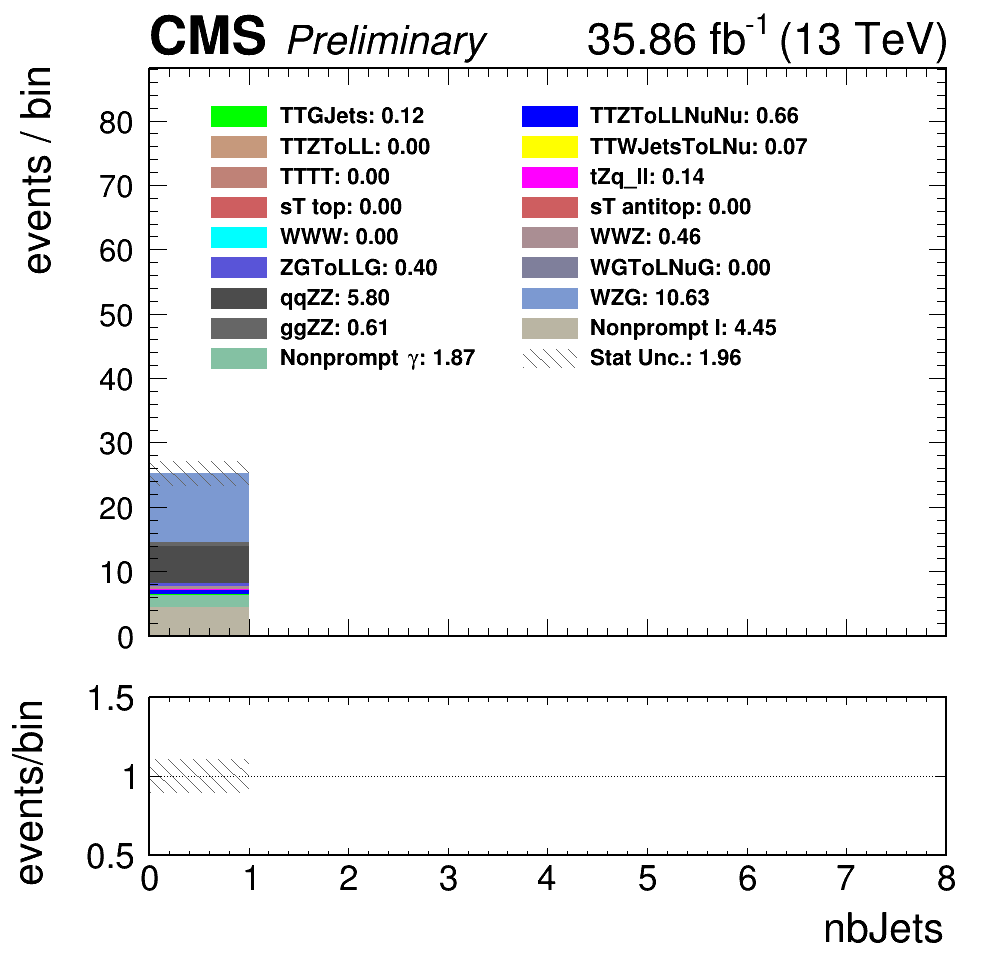 CMS Preliminary 35.86 fb-1 (13 TeV)
events / bin
80
70
60
50
40
30
20
10
0
TTGJets: 0.12
TTZToLLNuNu: 0.66
TTZToLL: 0.00
TTWJetsToLNu: 0.07
TTTT: 0.00
tZq_ll: 0.14
sT top: 0.00
sT antitop: 0.00
WWW: 0.00
WWZ: 0.46
ZGToLLG: 0.40
WGToLNuG: 0.00
qqZZ: 5.80
WZG: 10.63
ggZZ: 0.61
Nonprompt l: 4.45
Nonprompt γ: 1.87
Stat Unc.: 1.96
events/bin
1.5
1
0.5
0 1 2 3 4 5 6 7 8
nbJets